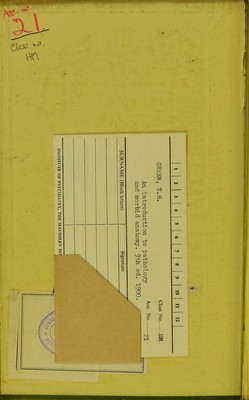 Acc. no.
21
Class no.
HM
1 2 3 4 5 6 7 8 9 10 11 12
Class No. HM
GREEN, T.H.
Acc. No. 21
An introduction to pathology
and morbid anatomy. 9th ed. 1900.
SURNAME (Block letters)
Signature
INSTITUTE OF PSYCHIATRY, THE MAUDSLEY